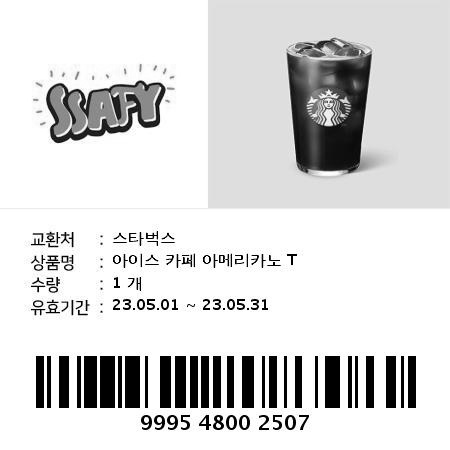 SSAFY
교환처 : 스타벅스
상품명 : 아이스 카페 아메리카노 T
수량 : 1 개
유효기간 : 23.05.01 ~ 23.05.31
9995 4800 2507